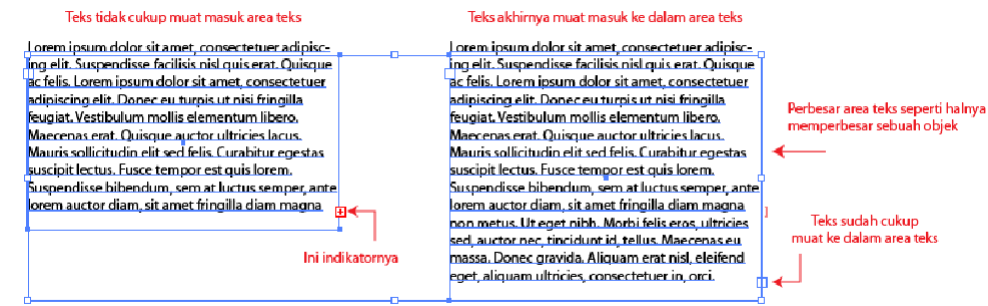 Teks tidak cukup muat masuk area teks
Lorem ipsum dolor sit amet, consectetuer adipisc-
ing elit. Suspendisse facilisis nisl quis erat. Quisque
ac felis. Lorem ipsum dolor sit amet, consectetuer
adipiscing elit. Donec eu turpis ut nisi fringilla
feugiat. Vestibulum mollis elementum libero.
Maecenas erat. Quisque auctor ultricies lacus.
Mauris sollicitudin elit sed felis. Curabitur egestas
suscipit lectus. Fusce tempor est quis lorem.
Suspendisse bibendum, sem at luctus semper, ante
lorem auctor diam, sit amet fringilla diam magna
Ini indikatornya
Teks akhirnya muat masuk ke dalam area teks
Lorem ipsum dolor sit amet, consectetuer adipisc-
ing elit. Suspendisse facilisis nisl quis erat. Quisque
ac felis. Lorem ipsum dolor sit amet, consectetuer
adipiscing elit. Donec eu turpis ut nisi fringilla
feugiat. Vestibulum mollis elementum libero.
Maecenas erat. Quisque auctor ultricies lacus.
Mauris sollicitudin elit sed felis. Curabitur egestas
suscipit lectus. Fusce tempor est quis lorem.
Suspendisse bibendum, sem at luctus semper, ante
lorem auctor diam, sit amet fringilla diam magna
non metus. Ut eget nibh. Morbi felis eros, ultricies
sed, auctor nec, tincidunt id, tellus. Maecenas eu
massa. Donec gravida. Aliquam erat nisl, eleifend
eget, aliquam ultricies, consectetuer in, orci.
Perbesar area teks seperti halnya
memperbesar sebuah objek
Teks sudah cukup
muat ke dalam area teks